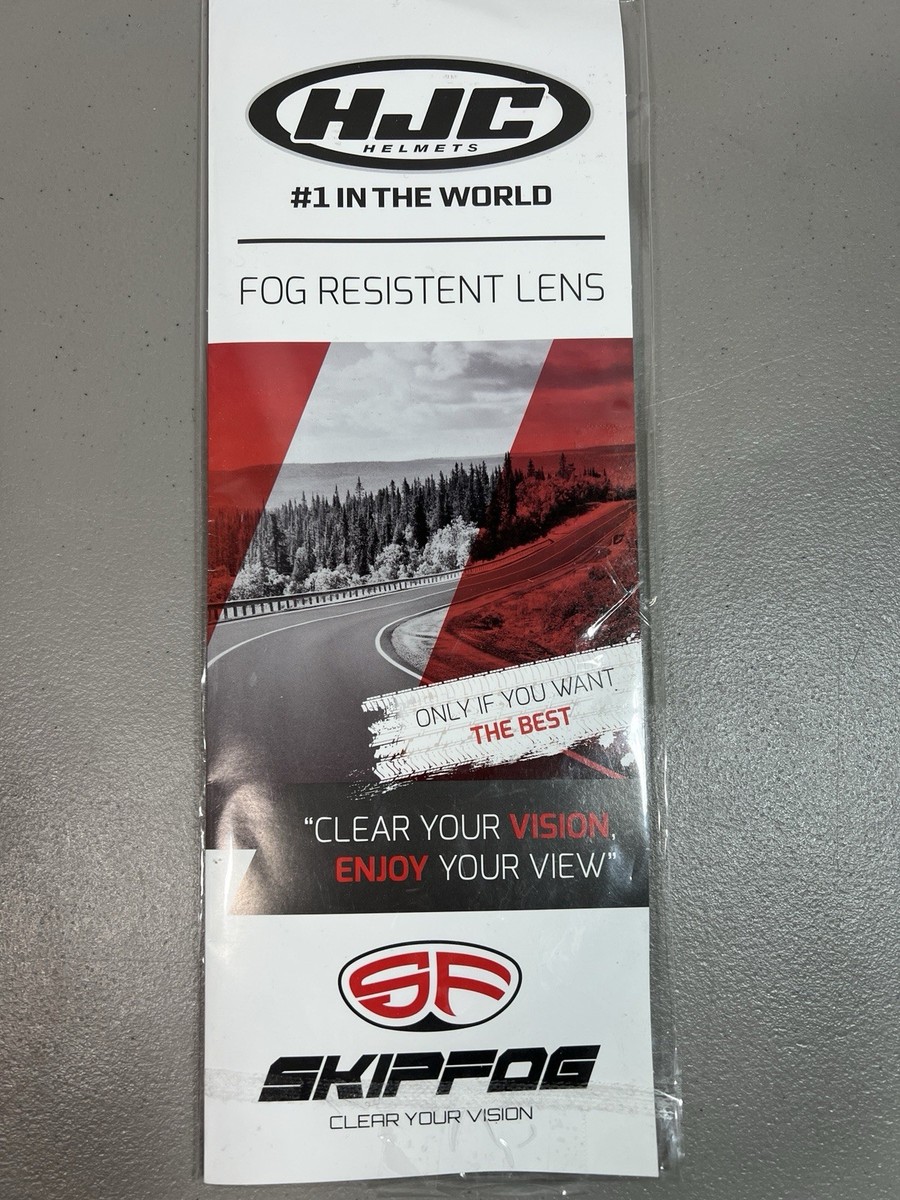 HJC
HELMETS
#1 IN THE WORLD
FOG RESISTENT LENS
ONLY IF YOU WANT
THE BEST
“CLEAR YOUR VISION,
ENJOY YOUR VIEW”
SF
SKIPFOG
CLEAR YOUR VISION